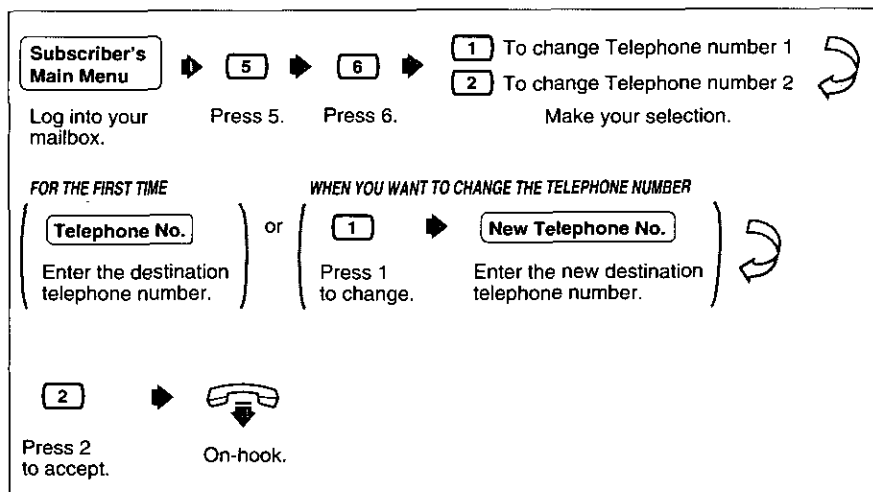 Subscriber's
Main Menu
5
6
1 To change Telephone number 1
2 To change Telephone number 2
Log into your
mailbox.
Press 5.
Press 6.
Make your selection.
FOR THE FIRST TIME
Telephone No.
Enter the destination
telephone number.
or
WHEN YOU WANT TO CHANGE THE TELEPHONE NUMBER
1
Press 1
to change.
New Telephone No.
Enter the new destination
telephone number.
2
Press 2
to accept.
On-hook.